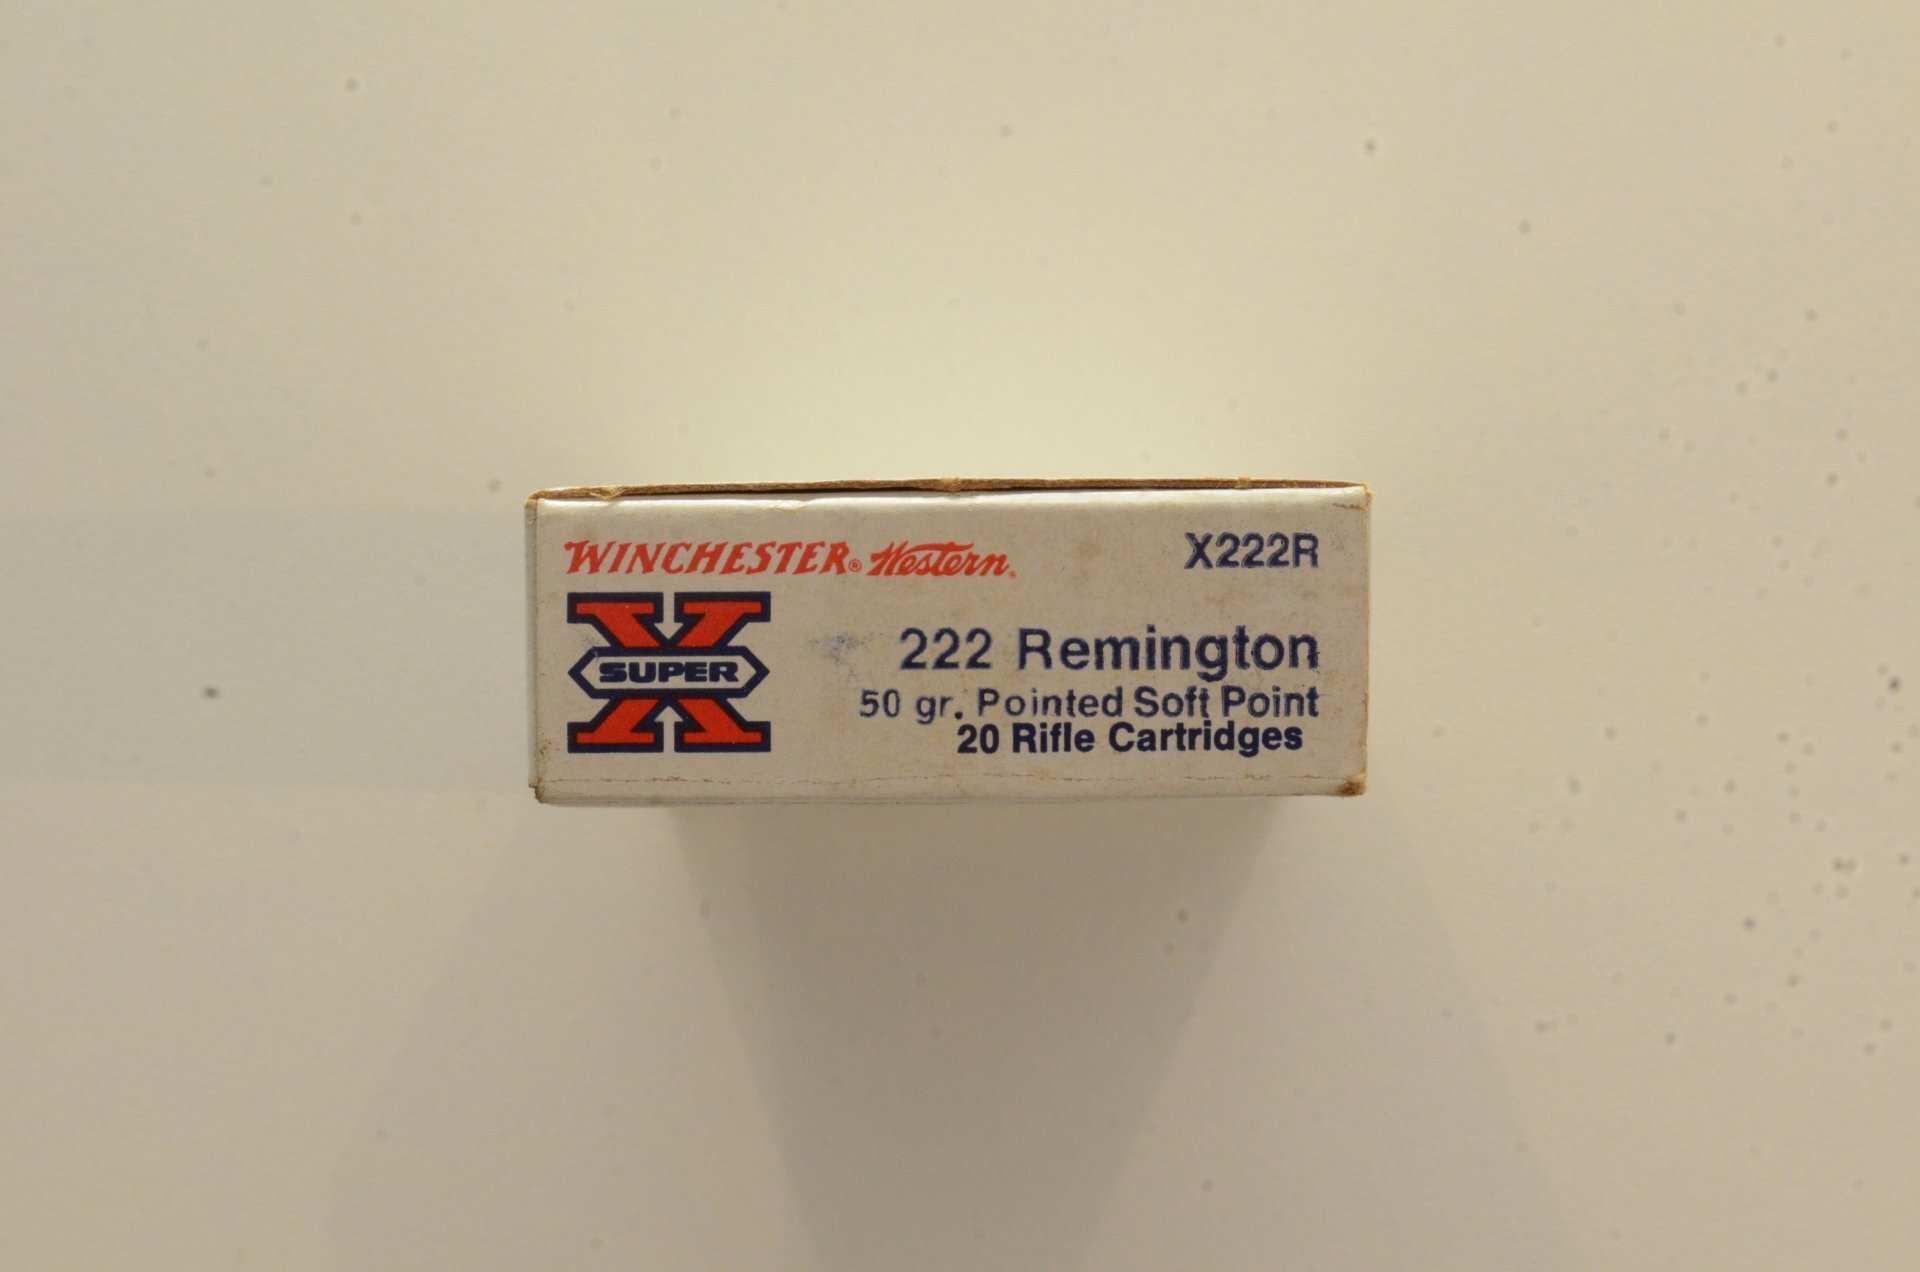 WINCHESTER® Western®
X222R
X
SUPER
222 Remington
50 gr. Pointed Soft Point
20 Rifle Cartridges